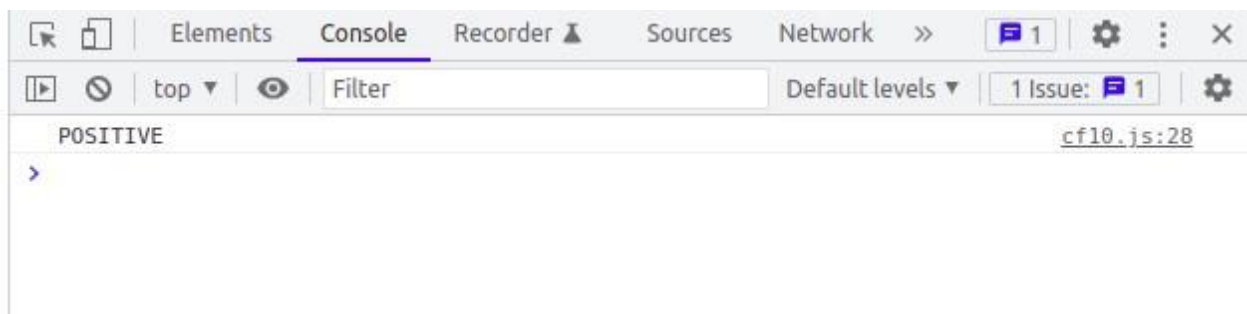 Elements Console Recorder Sources Network » 1
top ▼ Filter Default levels ▼ 1 Issue: 1
POSITIVE cf10.js:28
>